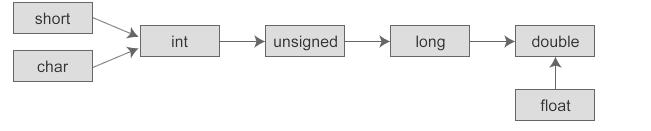 short
char
int
unsigned
long
double
float